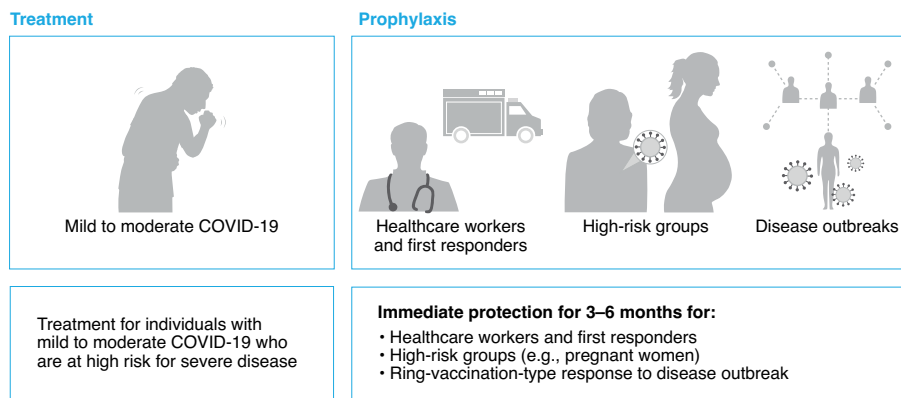 Treatment
Prophylaxis
Mild to moderate COVID-19
Healthcare workers
and first responders
High-risk groups
Disease outbreaks
Treatment for individuals with
mild to moderate COVID-19 who
are at high risk for severe disease
Immediate protection for 3–6 months for:
• Healthcare workers and first responders
• High-risk groups (e.g., pregnant women)
• Ring-vaccination-type response to disease outbreak